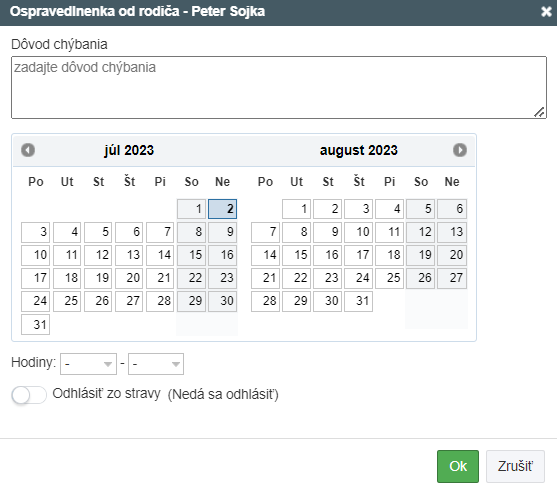 Ospravedlnenka od rodiča - Peter Sojka
Dôvod chýbania
zadajte dôvod chýbania
júl 2023
Po Ut St Št Pi So Ne
1 2
3 4 5 6 7 8 9
10 11 12 13 14 15 16
17 18 19 20 21 22 23
24 25 26 27 28 29 30
31
august 2023
Po Ut St Št Pi So Ne
1 2 3 4 5 6
7 8 9 10 11 12 13
14 15 16 17 18 19 20
21 22 23 24 25 26 27
28 29 30 31
Hodiny: - - -
Odhlásiť zo stravy (Nedá sa odhlásiť)
Ok Zrušiť